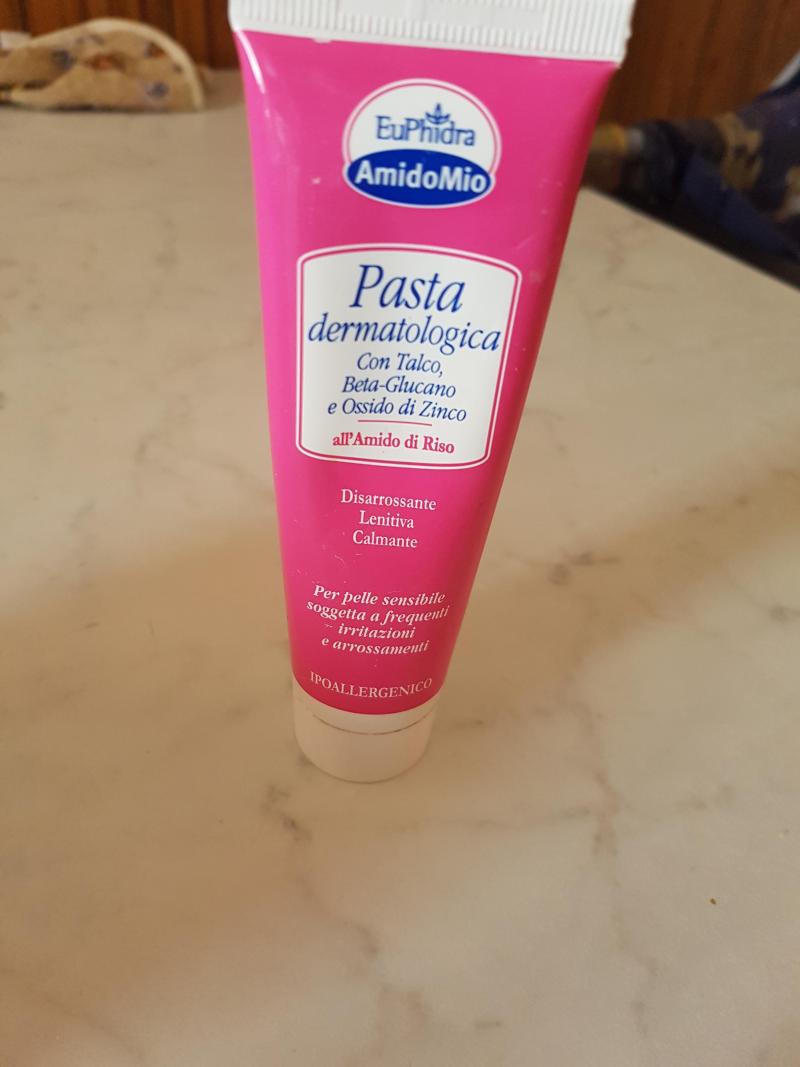 EuPhidra
AmidoMio
Pasta
dermatologica
Con Talco,
Beta-Glucano
e Ossido di Zinco
all'Amido di Riso
Disarrossante
Lenitiva
Calmante
Per pelle sensibile
soggetta a frequenti
irritazioni
e arrossamenti
IPOALLERGENICO